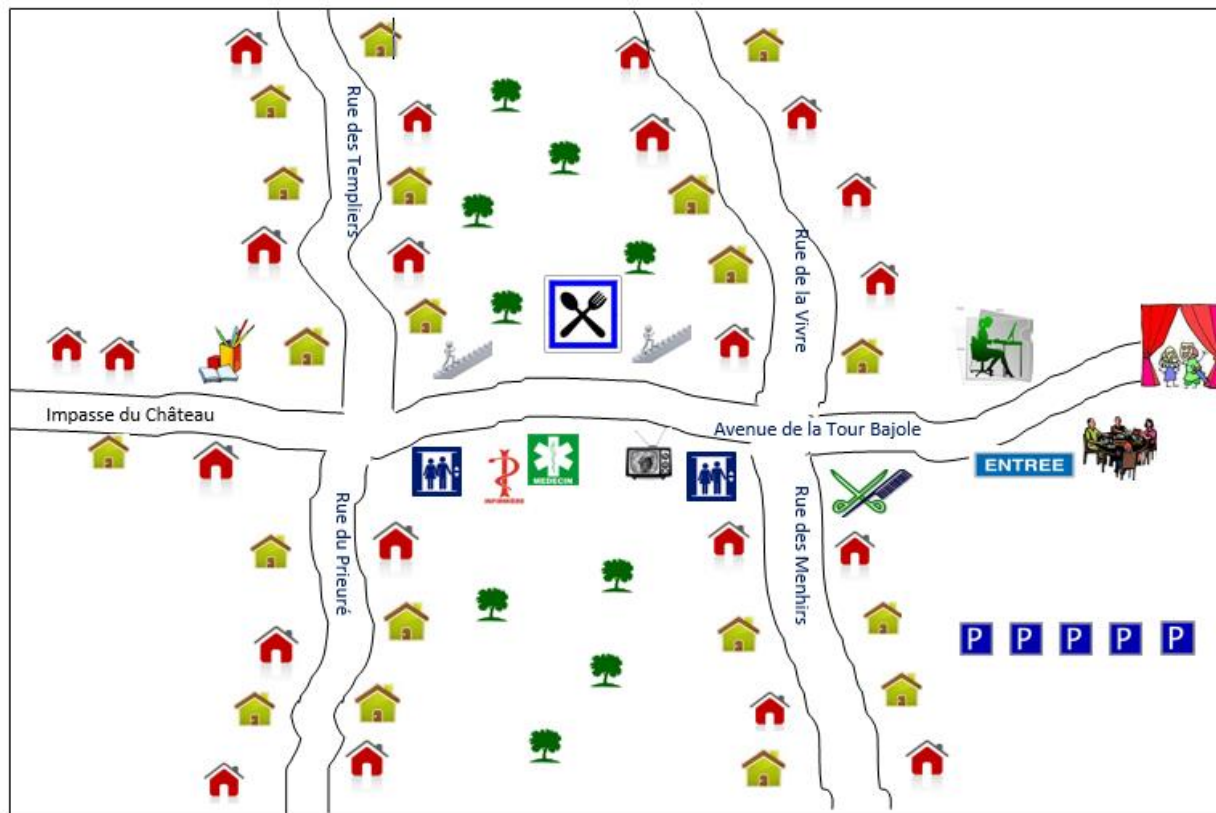 Rue des Templiers
Rue de la Vivre
Impasse du Château
Avenue de la Tour Bajole
ENTREE
INFIRMIERE
MEDECIN
Rue du Prieuré
Rue des Menhirs
P P P P P